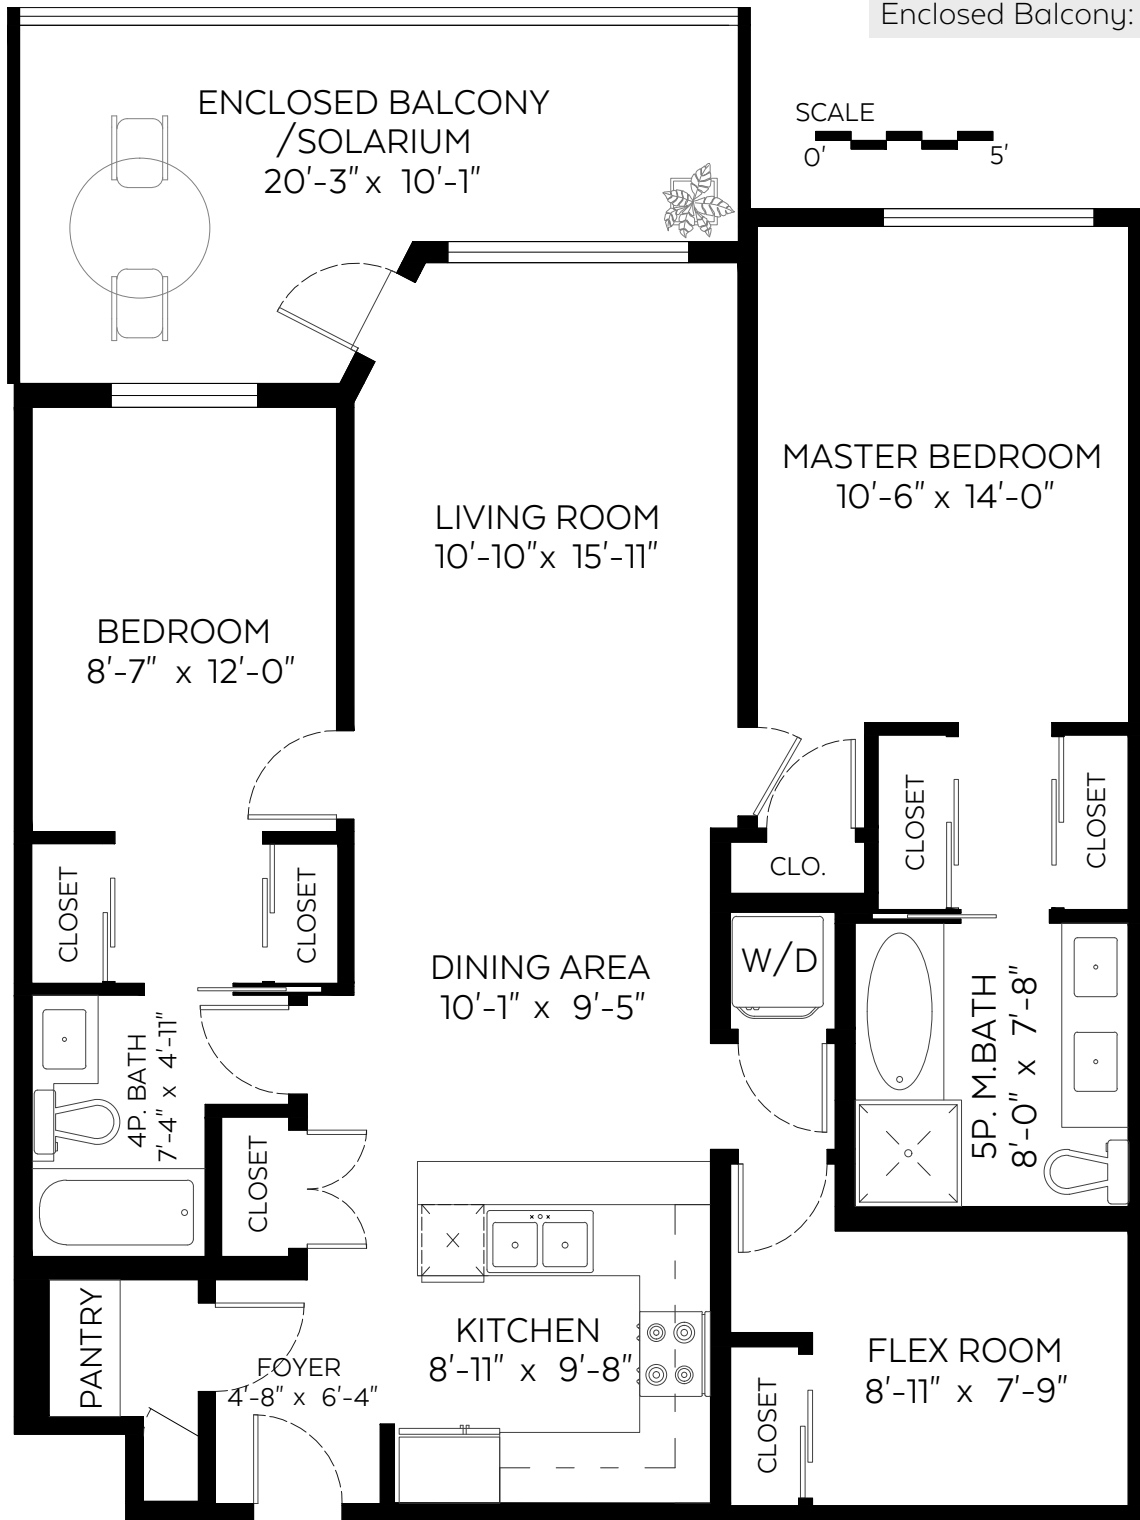 Enclosed Balcony:
ENCLOSED BALCONY
/SOLARIUM
20'-3" x 10'-1"
SCALE
0' 5'
MASTER BEDROOM
10'-6" x 14'-0"
LIVING ROOM
10'-10" x 15'-11"
BEDROOM
8'-7" x 12'-0"
CLOSET
CLOSET
CLO.
CLOSET
CLOSET
W/D
DINING AREA
10'-1" x 9'-5"
4P. BATH
7'-4" x 4'-11"
5P. M.BATH
8'-0" x 7'-8"
CLOSET
PANTRY
FOYER
4'-8" x 6'-4"
KITCHEN
8'-11" x 9'-8"
FLEX ROOM
8'-11" x 7'-9"
CLOSET